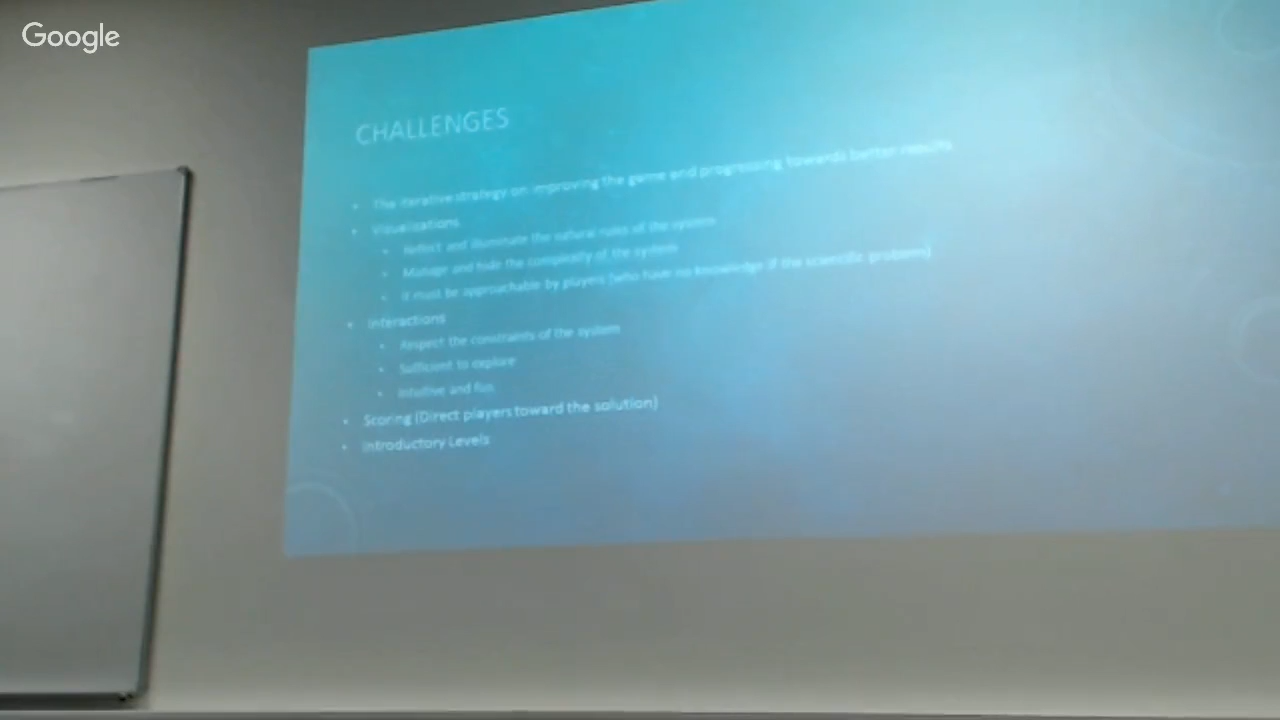 Google
CHALLENGES
• The iterative strategy on improving the game and progressing towards better results
• Visualizations
• Reflect and illuminate the natural rules of the system
• Manage and hide the complexity of the system
• It must be approachable by players (who have no knowledge if the scientific problem)
• Interactions
• Respect the constraints of the system
• Sufficient to explore
• Intuitive and fun
• Scoring (Direct players toward the solution)
• Introductory Levels